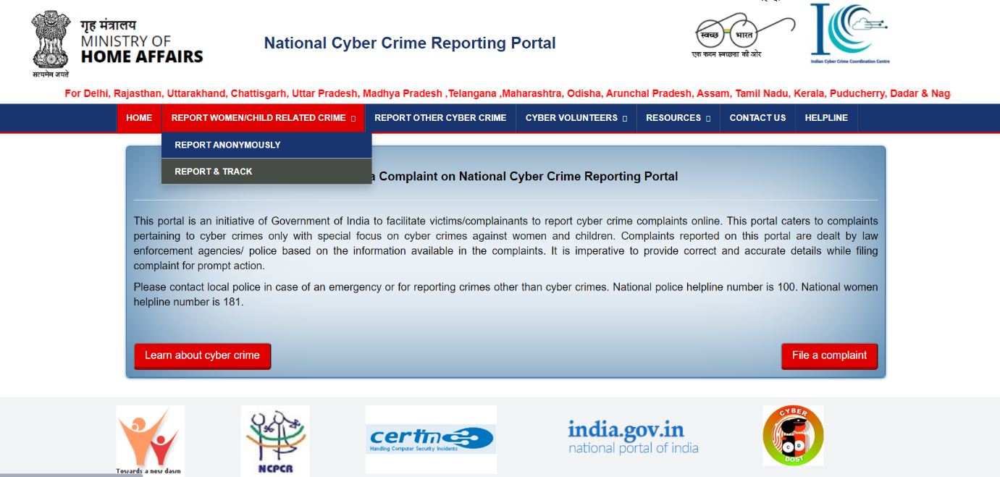 गृह मंत्रालय
MINISTRY OF
HOME AFFAIRS
सत्यमेव जयते
National Cyber Crime Reporting Portal
स्वच्छ भारत
एक कदम स्वच्छता की ओर
Indian Cyber Crime Coordination Centre
For Delhi, Rajasthan, Uttarakhand, Chattisgarh, Uttar Pradesh, Madhya Pradesh ,Telangana ,Maharashtra, Odisha, Arunchal Pradesh, Assam, Tamil Nadu, Kerala, Puducherry, Dadar & Nag
HOME REPORT WOMEN/CHILD RELATED CRIME REPORT OTHER CYBER CRIME CYBER VOLUNTEERS RESOURCES CONTACT US HELPLINE
REPORT ANONYMOUSLY
REPORT & TRACK
a Complaint on National Cyber Crime Reporting Portal
This portal is an initiative of Government of India to facilitate victims/complainants to report cyber crime complaints online. This portal caters to complaints
pertaining to cyber crimes only with special focus on cyber crimes against women and children. Complaints reported on this portal are dealt by law
enforcement agencies/ police based on the information available in the complaints. It is imperative to provide correct and accurate details while filing
complaint for prompt action.
Please contact local police in case of an emergency or for reporting crimes other than cyber crimes. National police helpline number is 100. National women
helpline number is 181.
Learn about cyber crime File a complaint
Towards a new dawn
NCPCR
certin
Handling Computer Security Incidents
india.gov.in
national portal of india
CYBER
C D
DOST